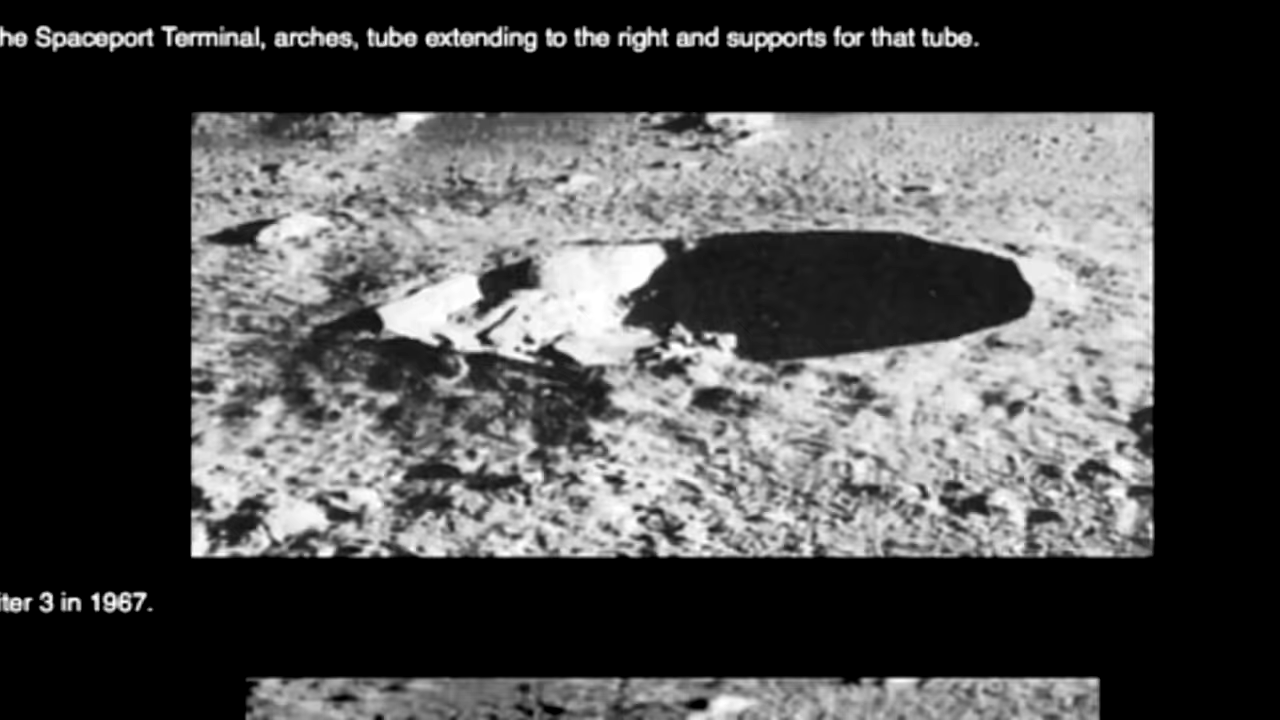 he Spaceport Terminal, arches, tube extending to the right and supports for that tube.
iter 3 in 1967.